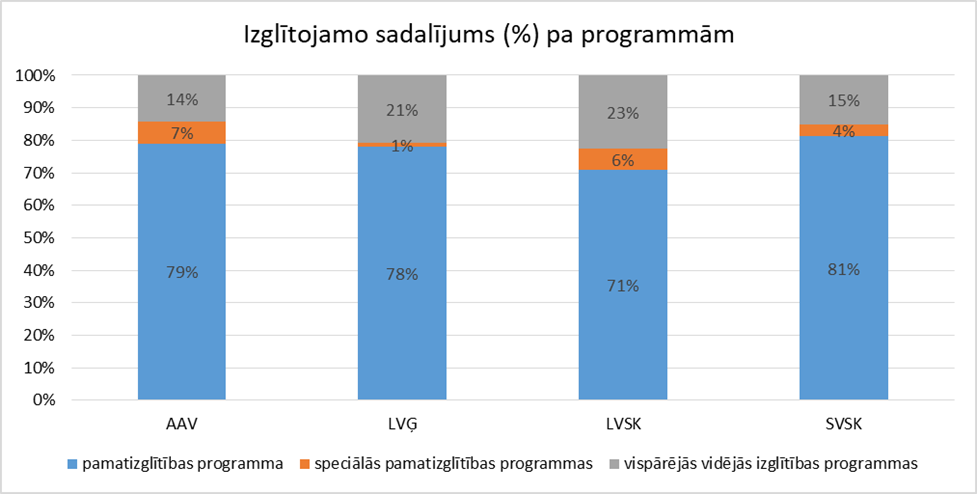 Izglītojamo sadalījums (%) pa programmām
100%
90%
80%
70%
60%
50%
40%
30%
20%
10%
0%
14% 21% 23% 15%
7% 1% 6% 4%
79% 78% 71% 81%
AAV LVĢ LVSK SVSK
pamatizglītības programma speciālās pamatizglītības programmas vispārējās vidējās izglītības programmas